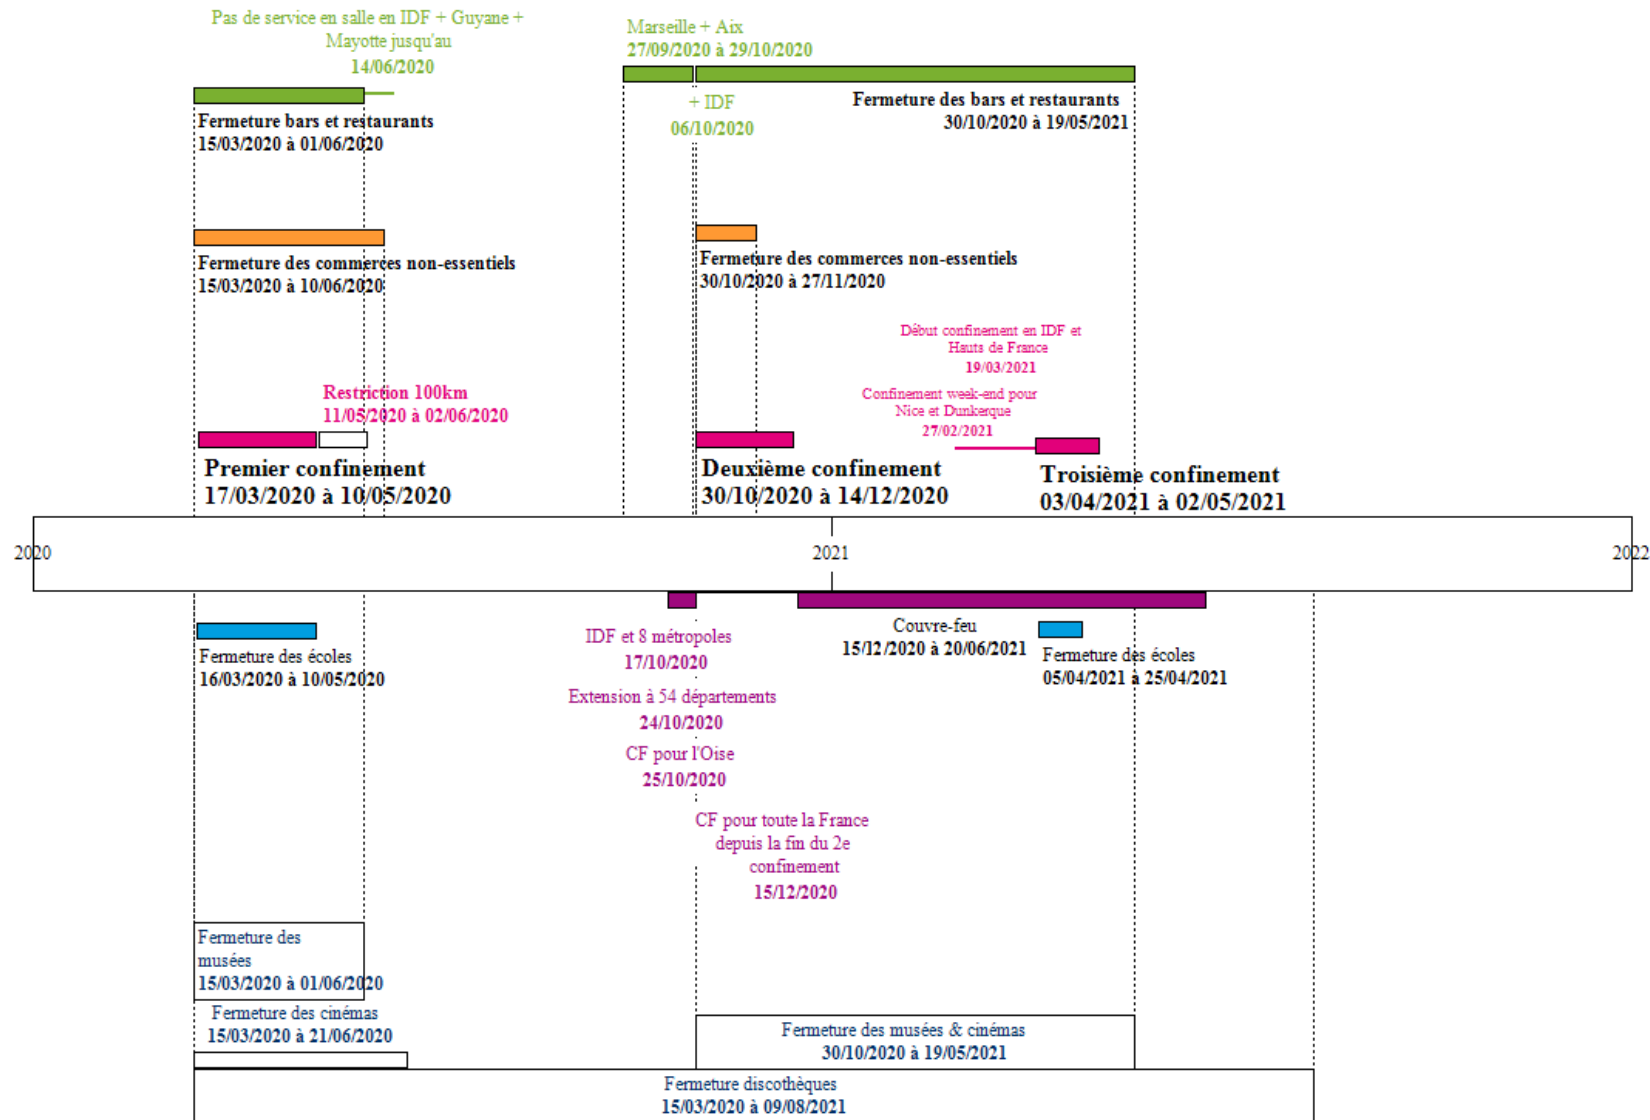 Pas de service en salle en IDF + Guyane +
Mayotte jusqu'au
14/06/2020
Marseille + Aix
27/09/2020 à 29/10/2020
+ IDF
06/10/2020
Fermeture des bars et restaurants
30/10/2020 à 19/05/2021
Fermeture bars et restaurants
15/03/2020 à 01/06/2020
Fermeture des commerces non-essentiels
15/03/2020 à 10/06/2020
Fermeture des commerces non-essentiels
30/10/2020 à 27/11/2020
Début confinement en IDF et
Hauts de France
19/03/2021
Confinement week-end pour
Nice et Dunkerque
27/02/2021
Restriction 100km
11/05/2020 à 02/06/2020
Premier confinement
17/03/2020 à 10/05/2020
Deuxième confinement
30/10/2020 à 14/12/2020
Troisième confinement
03/04/2021 à 02/05/2021
2020
2021
2022
Fermeture des écoles
16/03/2020 à 10/05/2020
IDF et 8 métropoles
17/10/2020
Extension à 54 départements
24/10/2020
CF pour l'Oise
25/10/2020
CF pour toute la France
depuis la fin du 2e
confinement
15/12/2020
Couvre-feu
15/12/2020 à 20/06/2021
Fermeture des écoles
05/04/2021 à 25/04/2021
Fermeture des
musées
15/03/2020 à 01/06/2020
Fermeture des cinémas
15/03/2020 à 21/06/2020
Fermeture des musées & cinémas
30/10/2020 à 19/05/2021
Fermeture discothèques
15/03/2020 à 09/08/2021